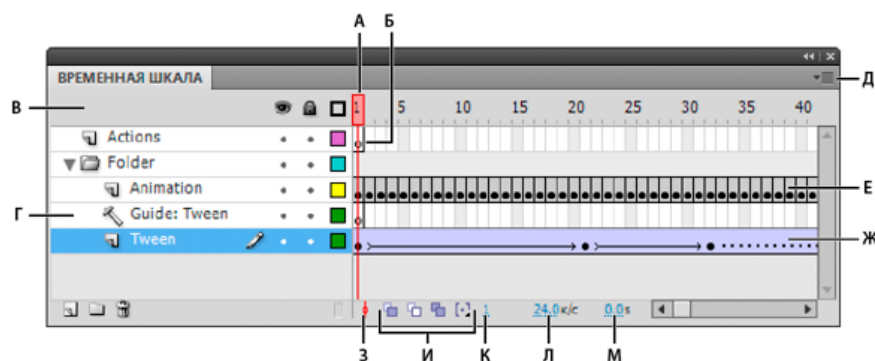 А Б
ВРЕМЕННАЯ ШКАЛА
Д
В
1 5 10 15 20 25 30 35 40
Actions
Folder
Animation
Е
Г
Guide: Tween
Tween
Ж
1 24.0к/с 0.0s
З И К Л М